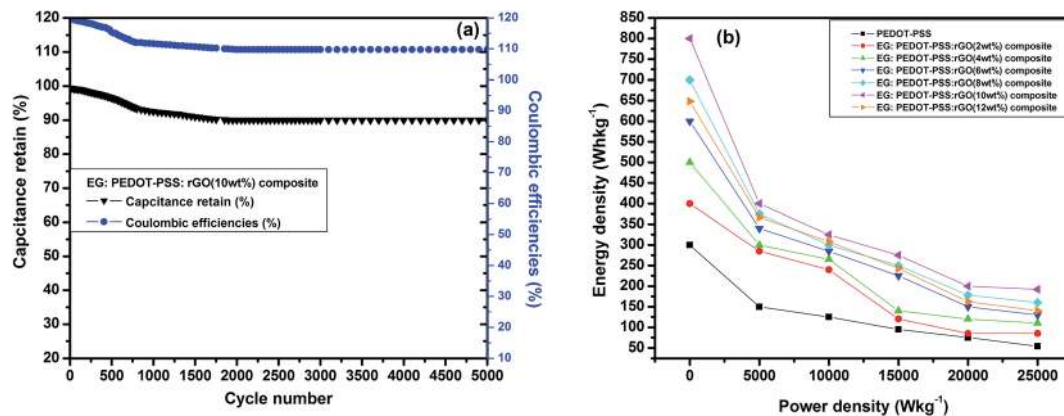 (a)
120
110
100
90
80
70
60
50
40
30
20
Capcitance retain (%)
EG: PEDOT-PSS: rGO(10wt%) composite
Capcitance retain (%)
Coulombic efficiencies (%)
0 500 1000 1500 2000 2500 3000 3500 4000 4500 5000
Cycle number
120
110
100
90
80
70
60
50
40
30
20
10
Coulombic efficiencies (%)
(b)
850
800
750
700
650
600
550
500
450
400
350
300
250
200
150
100
50
Energy density (Whkg-1)
PEDOT-PSS
EG: PEDOT-PSS:rGO(2wt%) composite
EG: PEDOT-PSS:rGO(4wt%) composite
EG: PEDOT-PSS:rGO(6wt%) composite
EG: PEDOT-PSS:rGO(8wt%) composite
EG: PEDOT-PSS:rGO(10wt%) composite
EG: PEDOT-PSS:rGO(12wt%) composite
0 5000 10000 15000 20000 25000
Power density (Wkg-1)